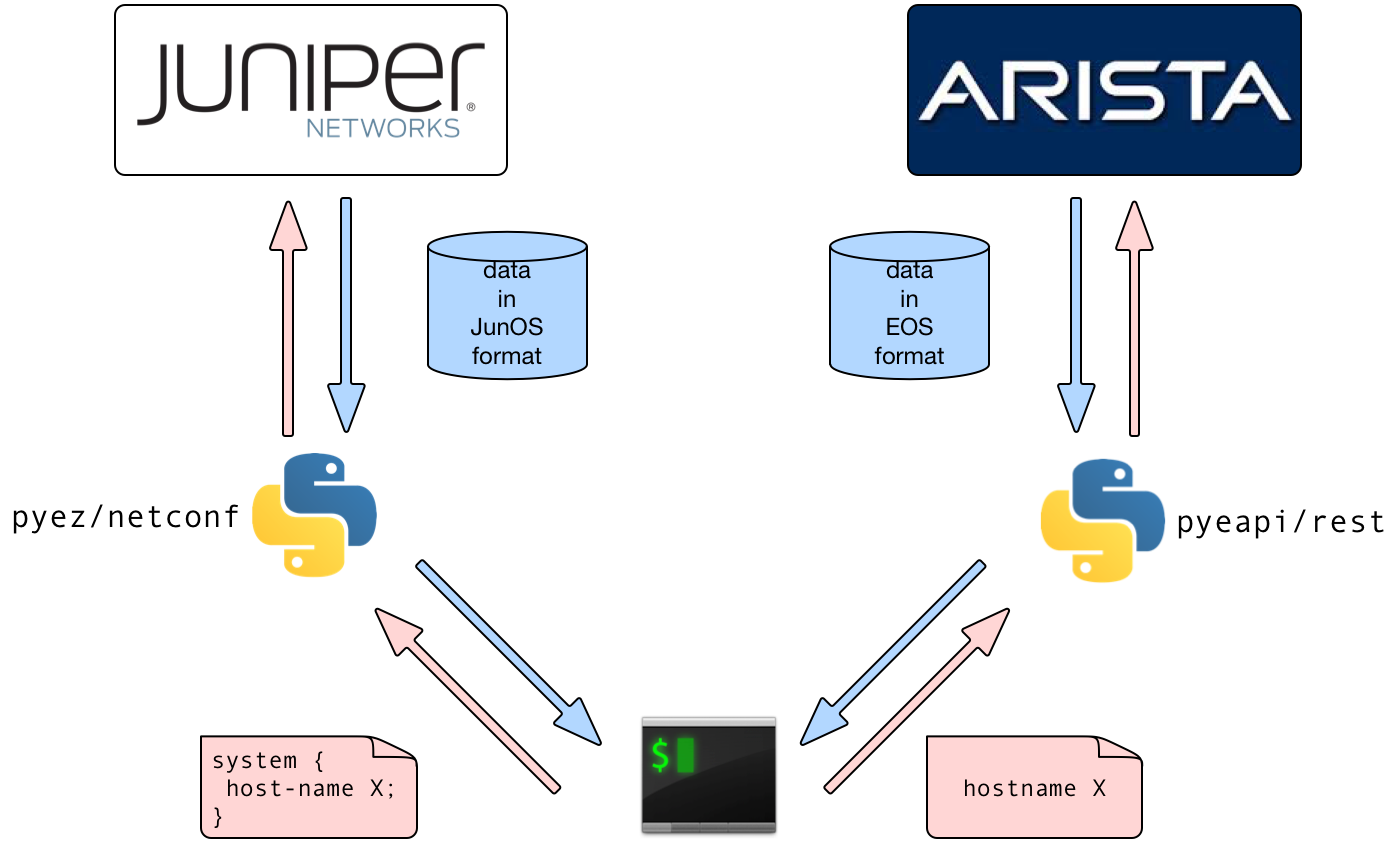 JUNIPER
®
NETWORKS
ARISTA
data
in
JunOS
format
data
in
EOS
format
pyez/netconf
pyeapi/rest
system {
 host-name X;
}
$
hostname X